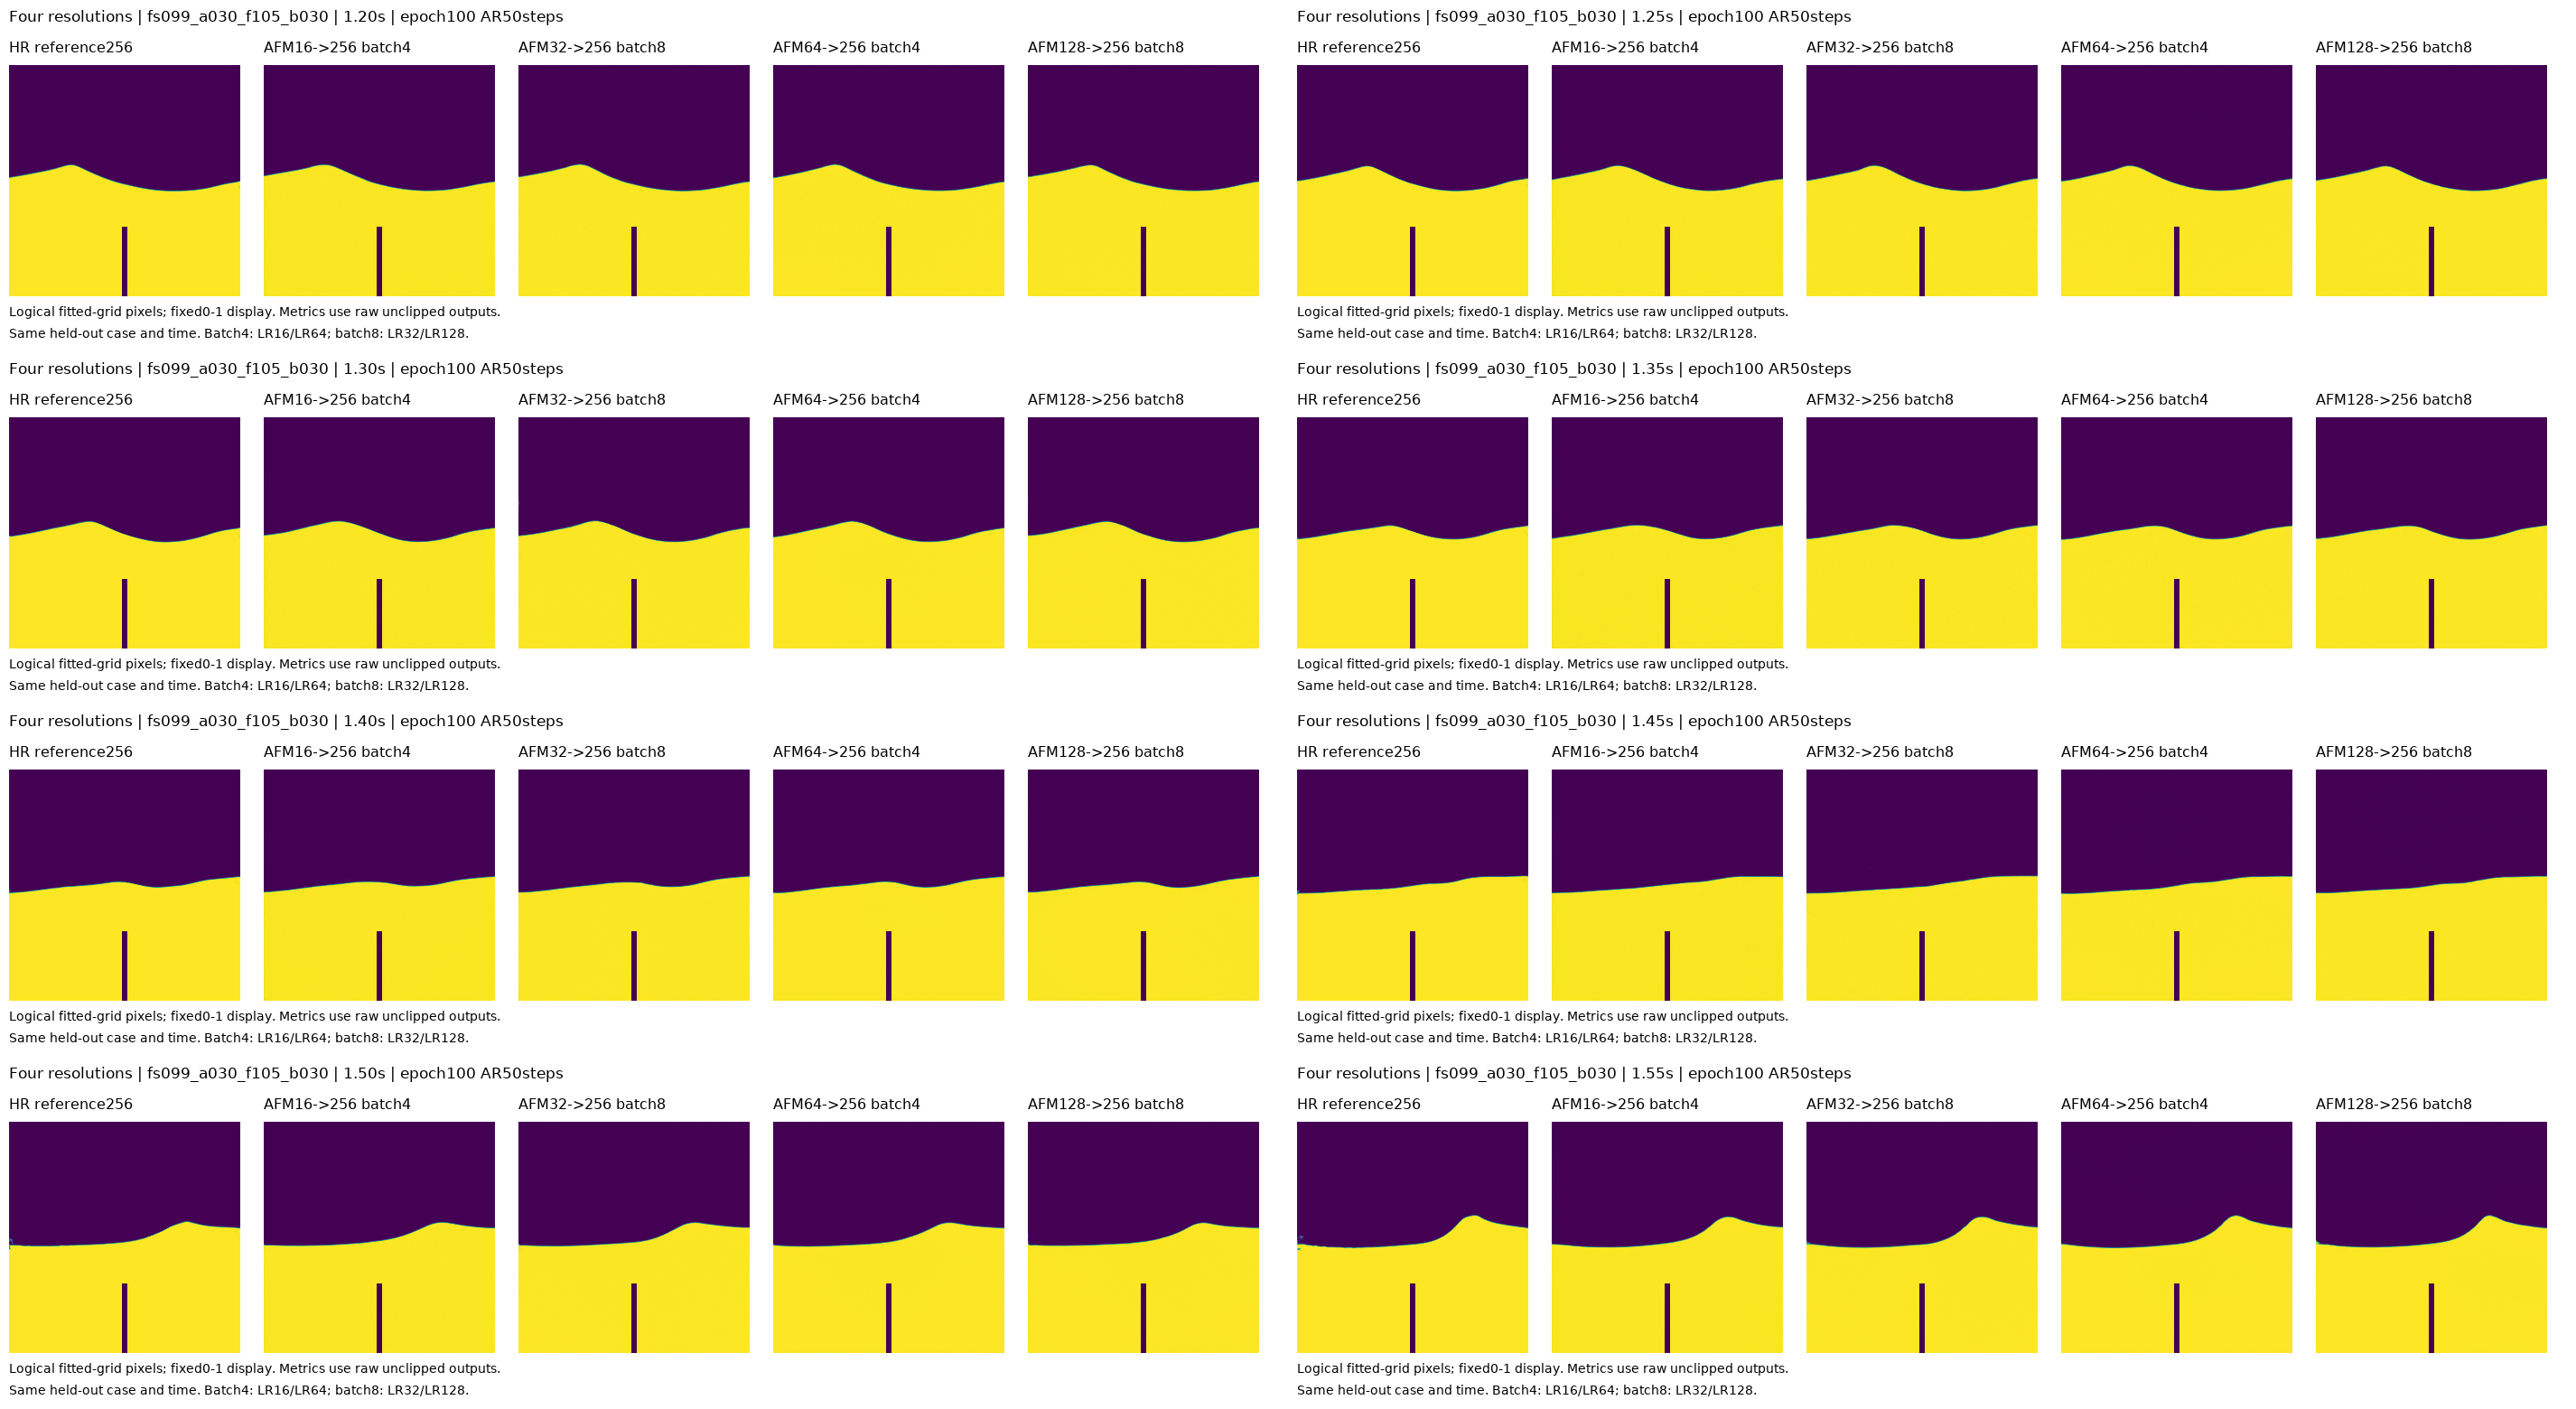 Four resolutions | fs099_a030_f105_b030 | 1.20s | epoch100 AR50steps
HR reference256 AFM16->256 batch4 AFM32->256 batch8 AFM64->256 batch4 AFM128->256 batch8
Logical fitted-grid pixels; fixed0-1 display. Metrics use raw unclipped outputs.
Same held-out case and time. Batch4: LR16/LR64; batch8: LR32/LR128.
Four resolutions | fs099_a030_f105_b030 | 1.25s | epoch100 AR50steps
HR reference256 AFM16->256 batch4 AFM32->256 batch8 AFM64->256 batch4 AFM128->256 batch8
Logical fitted-grid pixels; fixed0-1 display. Metrics use raw unclipped outputs.
Same held-out case and time. Batch4: LR16/LR64; batch8: LR32/LR128.
Four resolutions | fs099_a030_f105_b030 | 1.30s | epoch100 AR50steps
HR reference256 AFM16->256 batch4 AFM32->256 batch8 AFM64->256 batch4 AFM128->256 batch8
Logical fitted-grid pixels; fixed0-1 display. Metrics use raw unclipped outputs.
Same held-out case and time. Batch4: LR16/LR64; batch8: LR32/LR128.
Four resolutions | fs099_a030_f105_b030 | 1.35s | epoch100 AR50steps
HR reference256 AFM16->256 batch4 AFM32->256 batch8 AFM64->256 batch4 AFM128->256 batch8
Logical fitted-grid pixels; fixed0-1 display. Metrics use raw unclipped outputs.
Same held-out case and time. Batch4: LR16/LR64; batch8: LR32/LR128.
Four resolutions | fs099_a030_f105_b030 | 1.40s | epoch100 AR50steps
HR reference256 AFM16->256 batch4 AFM32->256 batch8 AFM64->256 batch4 AFM128->256 batch8
Logical fitted-grid pixels; fixed0-1 display. Metrics use raw unclipped outputs.
Same held-out case and time. Batch4: LR16/LR64; batch8: LR32/LR128.
Four resolutions | fs099_a030_f105_b030 | 1.45s | epoch100 AR50steps
HR reference256 AFM16->256 batch4 AFM32->256 batch8 AFM64->256 batch4 AFM128->256 batch8
Logical fitted-grid pixels; fixed0-1 display. Metrics use raw unclipped outputs.
Same held-out case and time. Batch4: LR16/LR64; batch8: LR32/LR128.
Four resolutions | fs099_a030_f105_b030 | 1.50s | epoch100 AR50steps
HR reference256 AFM16->256 batch4 AFM32->256 batch8 AFM64->256 batch4 AFM128->256 batch8
Logical fitted-grid pixels; fixed0-1 display. Metrics use raw unclipped outputs.
Same held-out case and time. Batch4: LR16/LR64; batch8: LR32/LR128.
Four resolutions | fs099_a030_f105_b030 | 1.55s | epoch100 AR50steps
HR reference256 AFM16->256 batch4 AFM32->256 batch8 AFM64->256 batch4 AFM128->256 batch8
Logical fitted-grid pixels; fixed0-1 display. Metrics use raw unclipped outputs.
Same held-out case and time. Batch4: LR16/LR64; batch8: LR32/LR128.